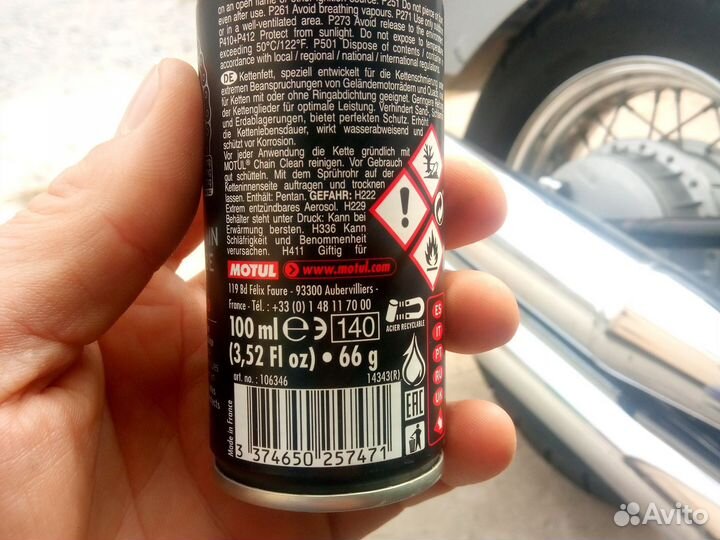 on an open flame or other ignition source. P251 Do not pierce or
even after use. P261 Avoid breathing vapours. P271 Use only outdoors
or in a well-ventilated area. P273 Avoid release to the environment.
P410+P412 Protect from sunlight. Do not expose to temperatures
exceeding 50°C/122°F. P501 Dispose of contents / container
accordance with local / regional / national / international regulations.
DE Kettenfett, speziell entwickelt für die Kettenschmierung
extremen Beanspruchungen von Geländemotorrädern und Quads
für Ketten mit oder ohne Ringabdichtung geeignet. Geringere
der Kettenglieder für optimale Leistung. Verhindert Sand-,
und Erdablagerungen, bietet perfekten Schutz. Erhöht
die Kettenlebensdauer, wirkt wasserabweisend und
schützt vor Korrosion.
Vor jeder Anwendung die Kette gründlich mit
MOTUL® Chain Clean reinigen. Vor Gebrauch
gut schütteln. Mit dem Sprührohr auf der
Ketteninnenseite auftragen und trocknen
lassen. Enthält: Pentan. GEFAHR: H222
Extrem entzündbares Aerosol. H229
Behälter steht unter Druck: Kann bei
Erwärmung bersten. H336 Kann
Schläfrigkeit und Benommenheit
verursachen. H411 Giftig für
MOTUL www.motul.com
119 Bd Félix Faure - 93300 Aubervilliers -
France - Tél. : +33 (0) 1 48 11 70 00
100 ml e 140
(3,52 Fl oz) • 66 g
ACIER RECYCLABLE
art. no.: 106346 14343(R)
Made in France
3 374650 257471
EAC
ES
IT
PT
RU
UK
Avito